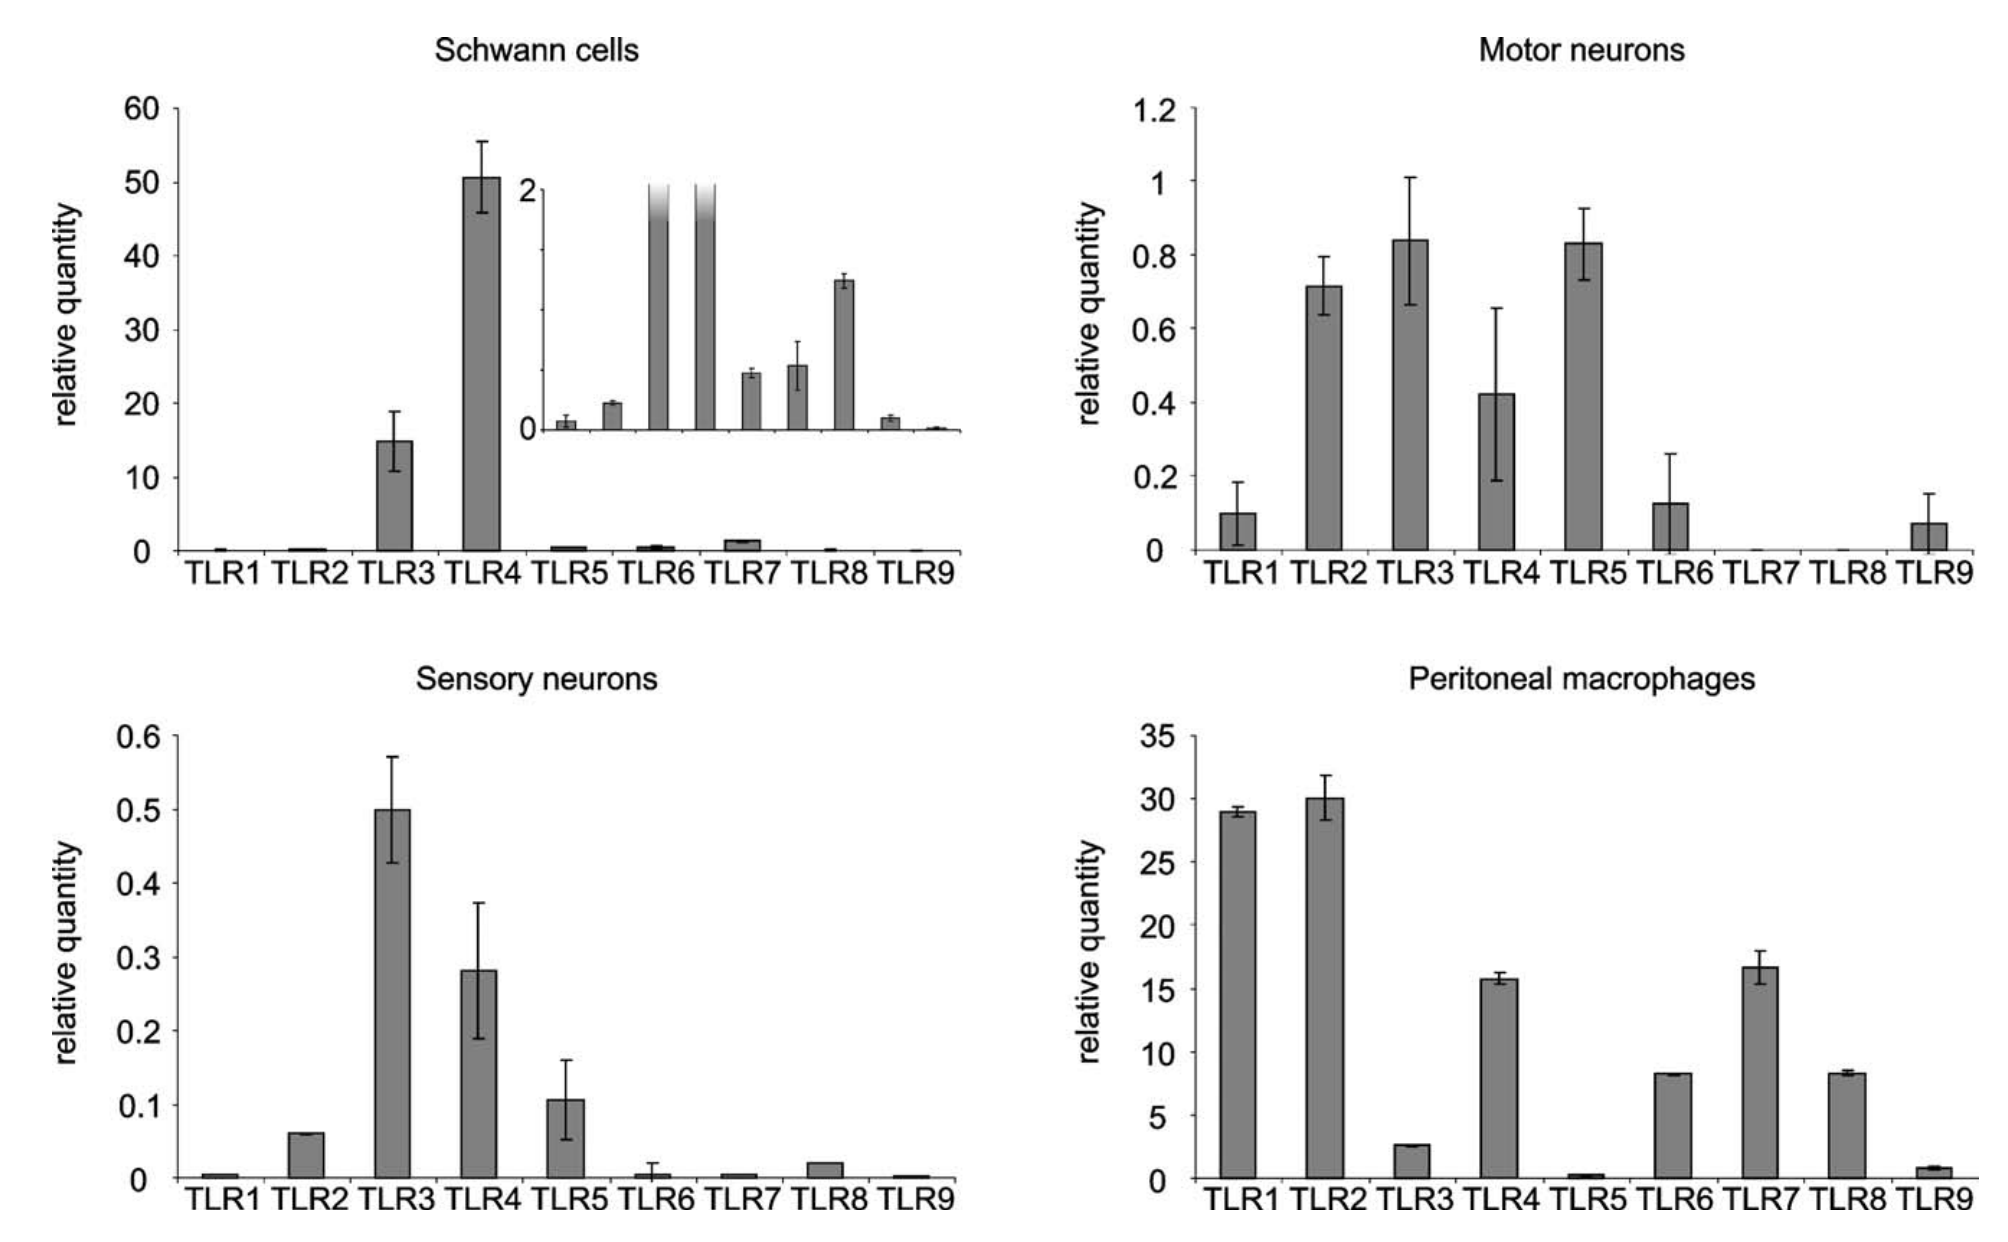 Schwann cells
relative quantity
60
50
40
30
20
10
0
2
0
TLR1 TLR2 TLR3 TLR4 TLR5 TLR6 TLR7 TLR8 TLR9
Motor neurons
relative quantity
1.2
1
0.8
0.6
0.4
0.2
0
TLR1 TLR2 TLR3 TLR4 TLR5 TLR6 TLR7 TLR8 TLR9
Sensory neurons
relative quantity
0.6
0.5
0.4
0.3
0.2
0.1
0
TLR1 TLR2 TLR3 TLR4 TLR5 TLR6 TLR7 TLR8 TLR9
Peritoneal macrophages
relative quantity
35
30
25
20
15
10
5
0
TLR1 TLR2 TLR3 TLR4 TLR5 TLR6 TLR7 TLR8 TLR9